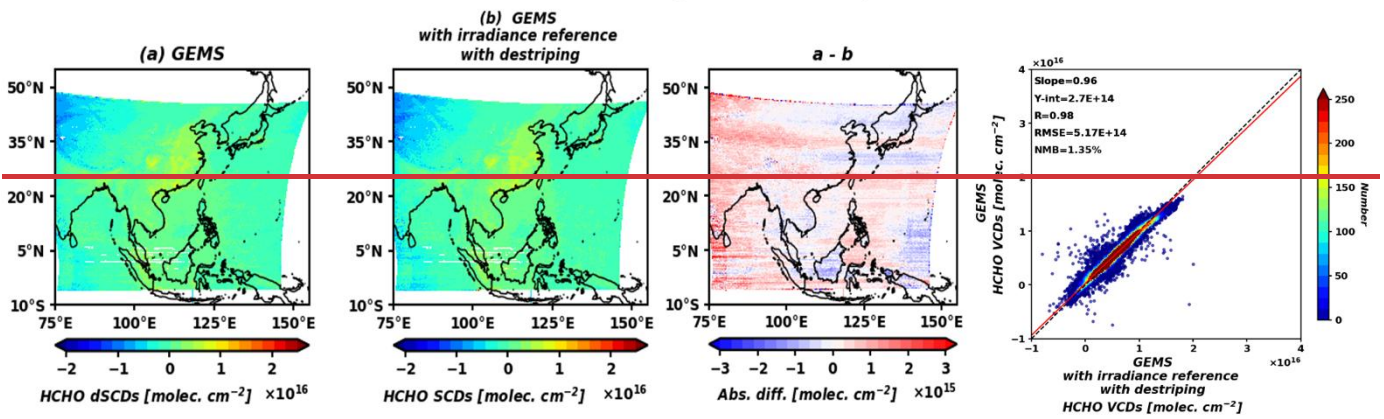 (a) GEMS
50°N
35°N
20°N
5°N
10°S
75°E 100°E 125°E 150°E
−2 −1 0 1 2
HCHO dSCDs [molec. cm⁻²] ×10¹⁶
(b) GEMS
with irradiance reference
with destriping
50°N
35°N
20°N
5°N
10°S
75°E 100°E 125°E 150°E
−2 −1 0 1 2
HCHO SCDs [molec. cm⁻²] ×10¹⁶
a - b
50°N
35°N
20°N
5°N
10°S
75°E 100°E 125°E 150°E
−3 −2 −1 0 1 2 3
Abs. diff. [molec. cm⁻²] ×10¹⁵
×10¹⁶
Slope=0.96
Y-int=2.7E+14
R=0.98
RMSE=5.17E+14
NMB=1.35%
4
3
2
1
0
−1
GEMS
HCHO VCDs [molec. cm⁻²]
−1 0 1 2 3 4
×10¹⁶
GEMS
with irradiance reference
with destriping
HCHO VCDs [molec. cm⁻²]
250
200
150
100
50
0
Number